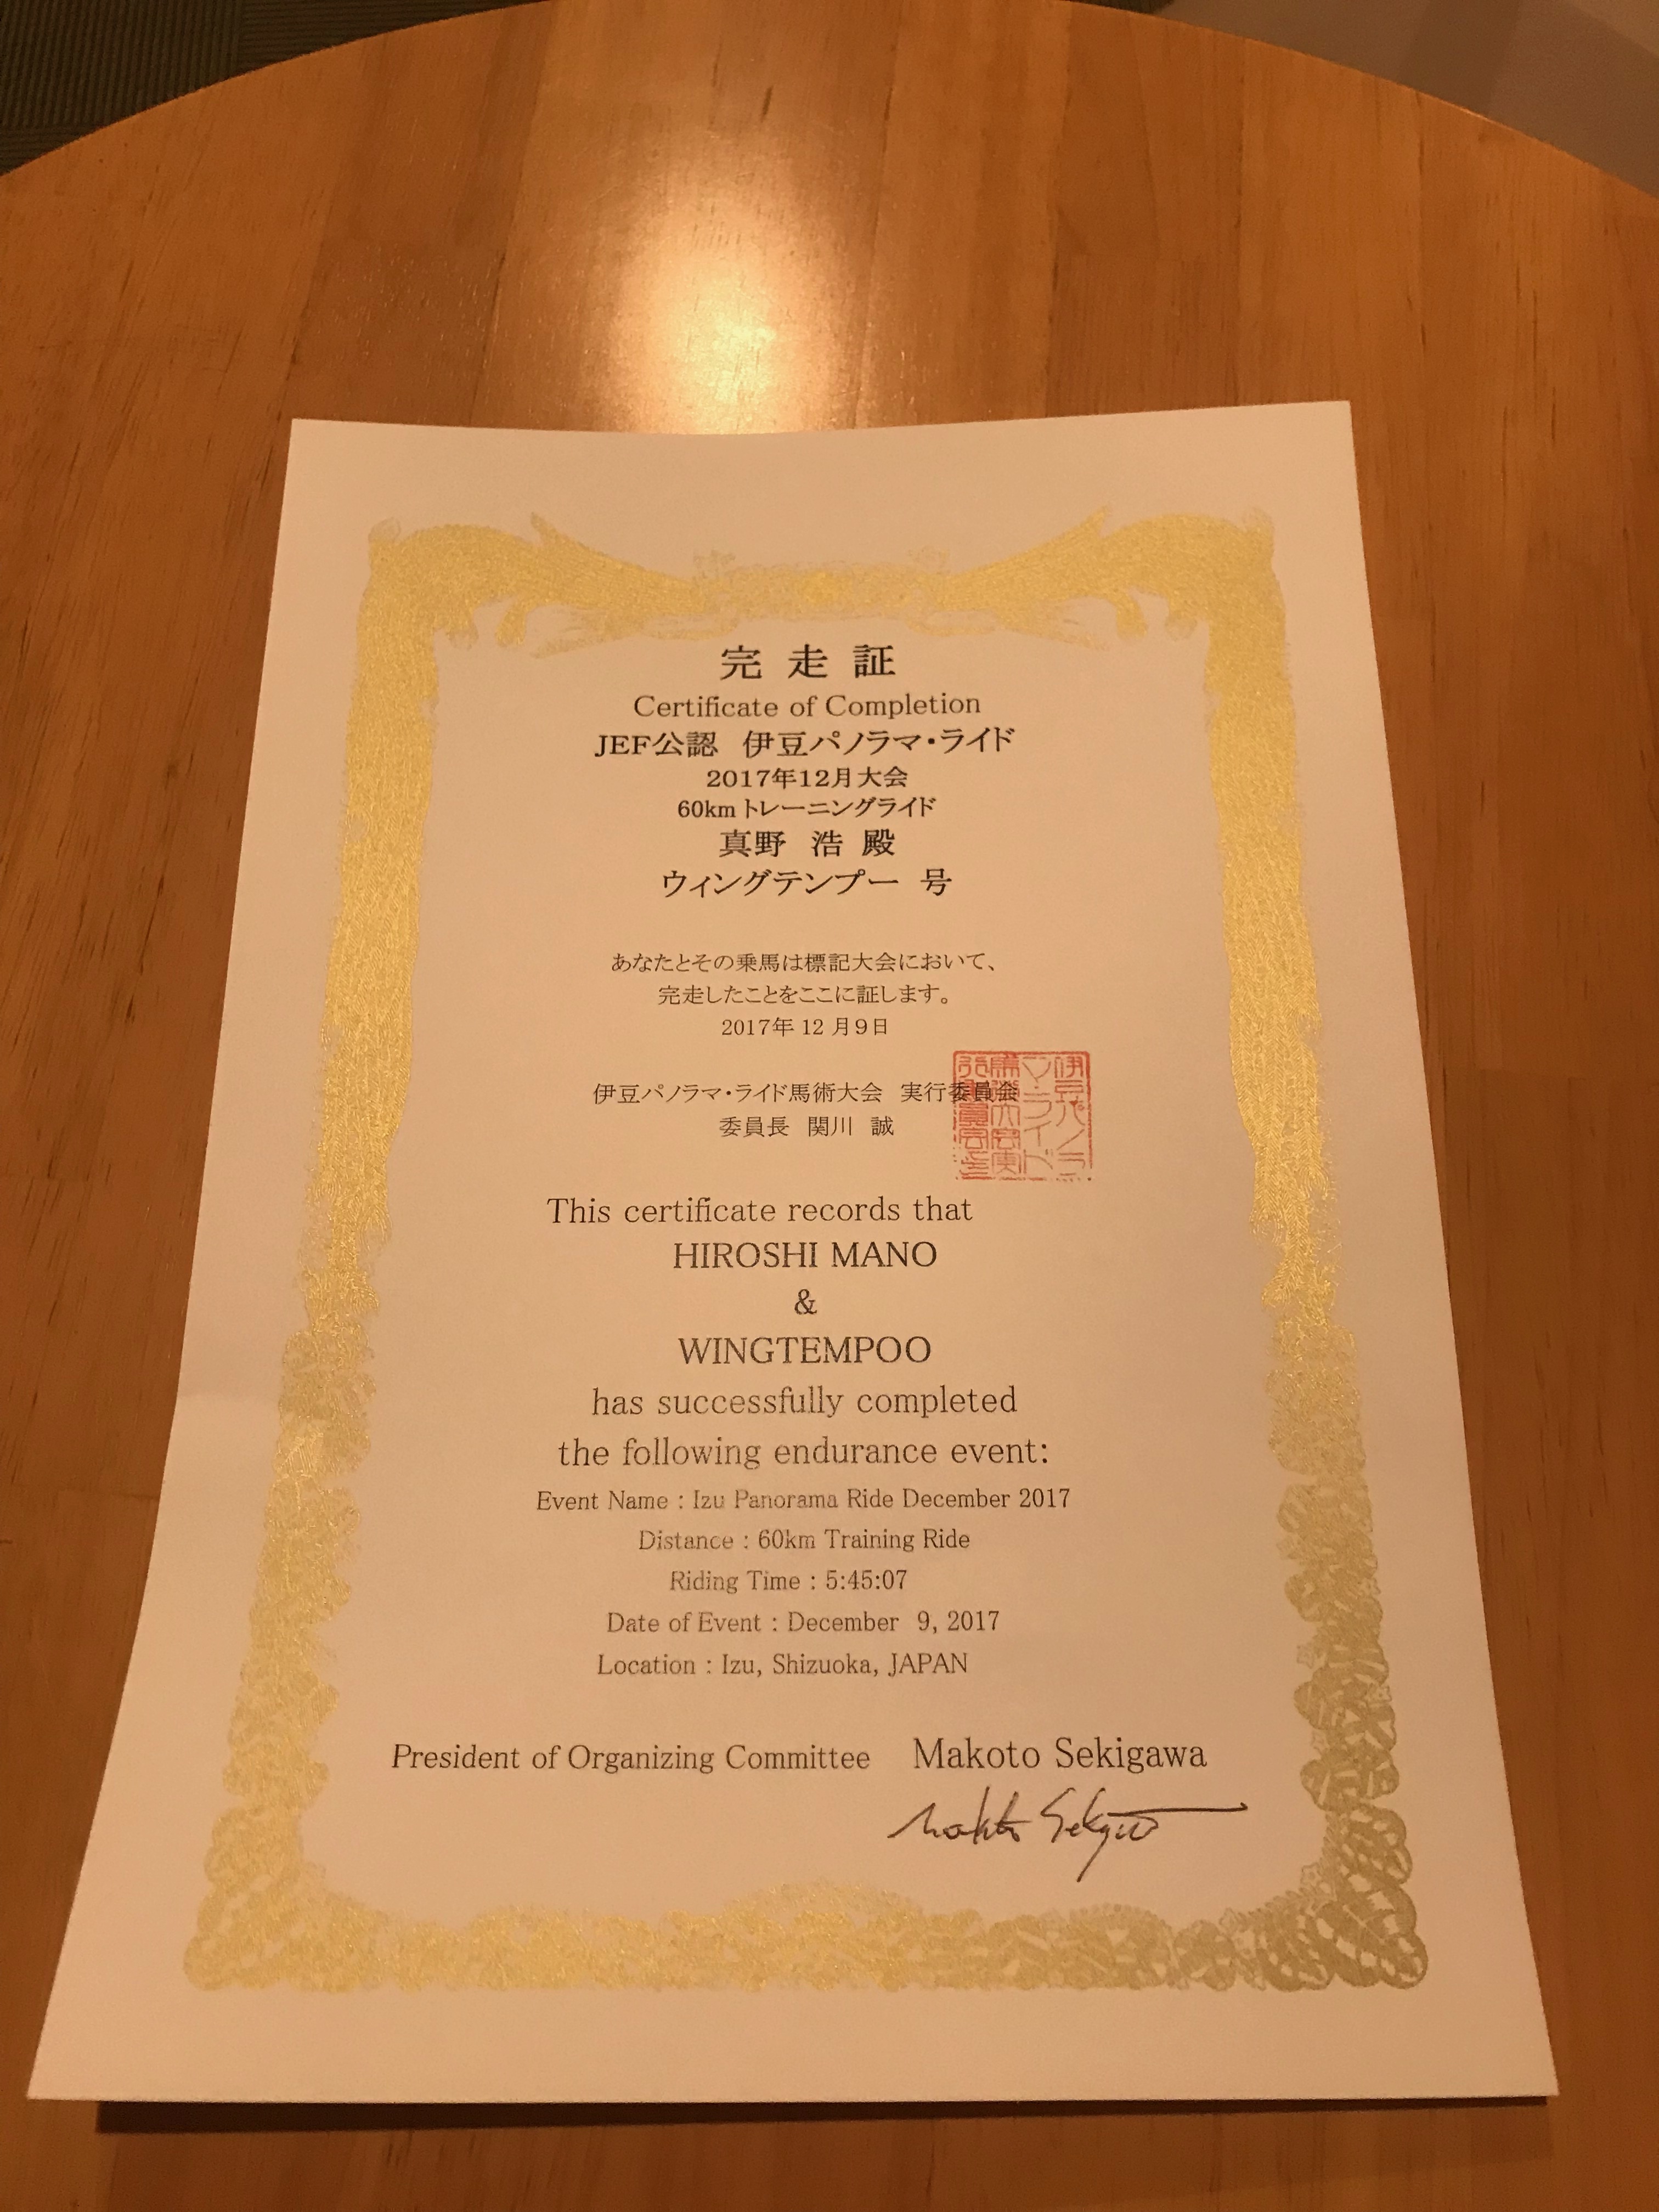 完走証
Certificate of Completion
JEF公認 伊豆パノラマ・ライド
2017年12月大会
60kmトレーニングライド
真野 浩 殿
ウィングテンプー 号
あなたとその乗馬は標記大会において、
完走したことをここに証します。
2017年12月9日
伊豆パノラマ・ライド馬術大会 実行委員会
委員長 関川 誠
This certificate records that
HIROSHI MANO
&
WINGTEMPOO
has successfully completed
the following endurance event:
Event Name : Izu Panorama Ride December 2017
Distance : 60km Training Ride
Riding Time : 5:45:07
Date of Event : December 9, 2017
Location : Izu, Shizuoka, JAPAN
President of Organizing Committee Makoto Sekigawa